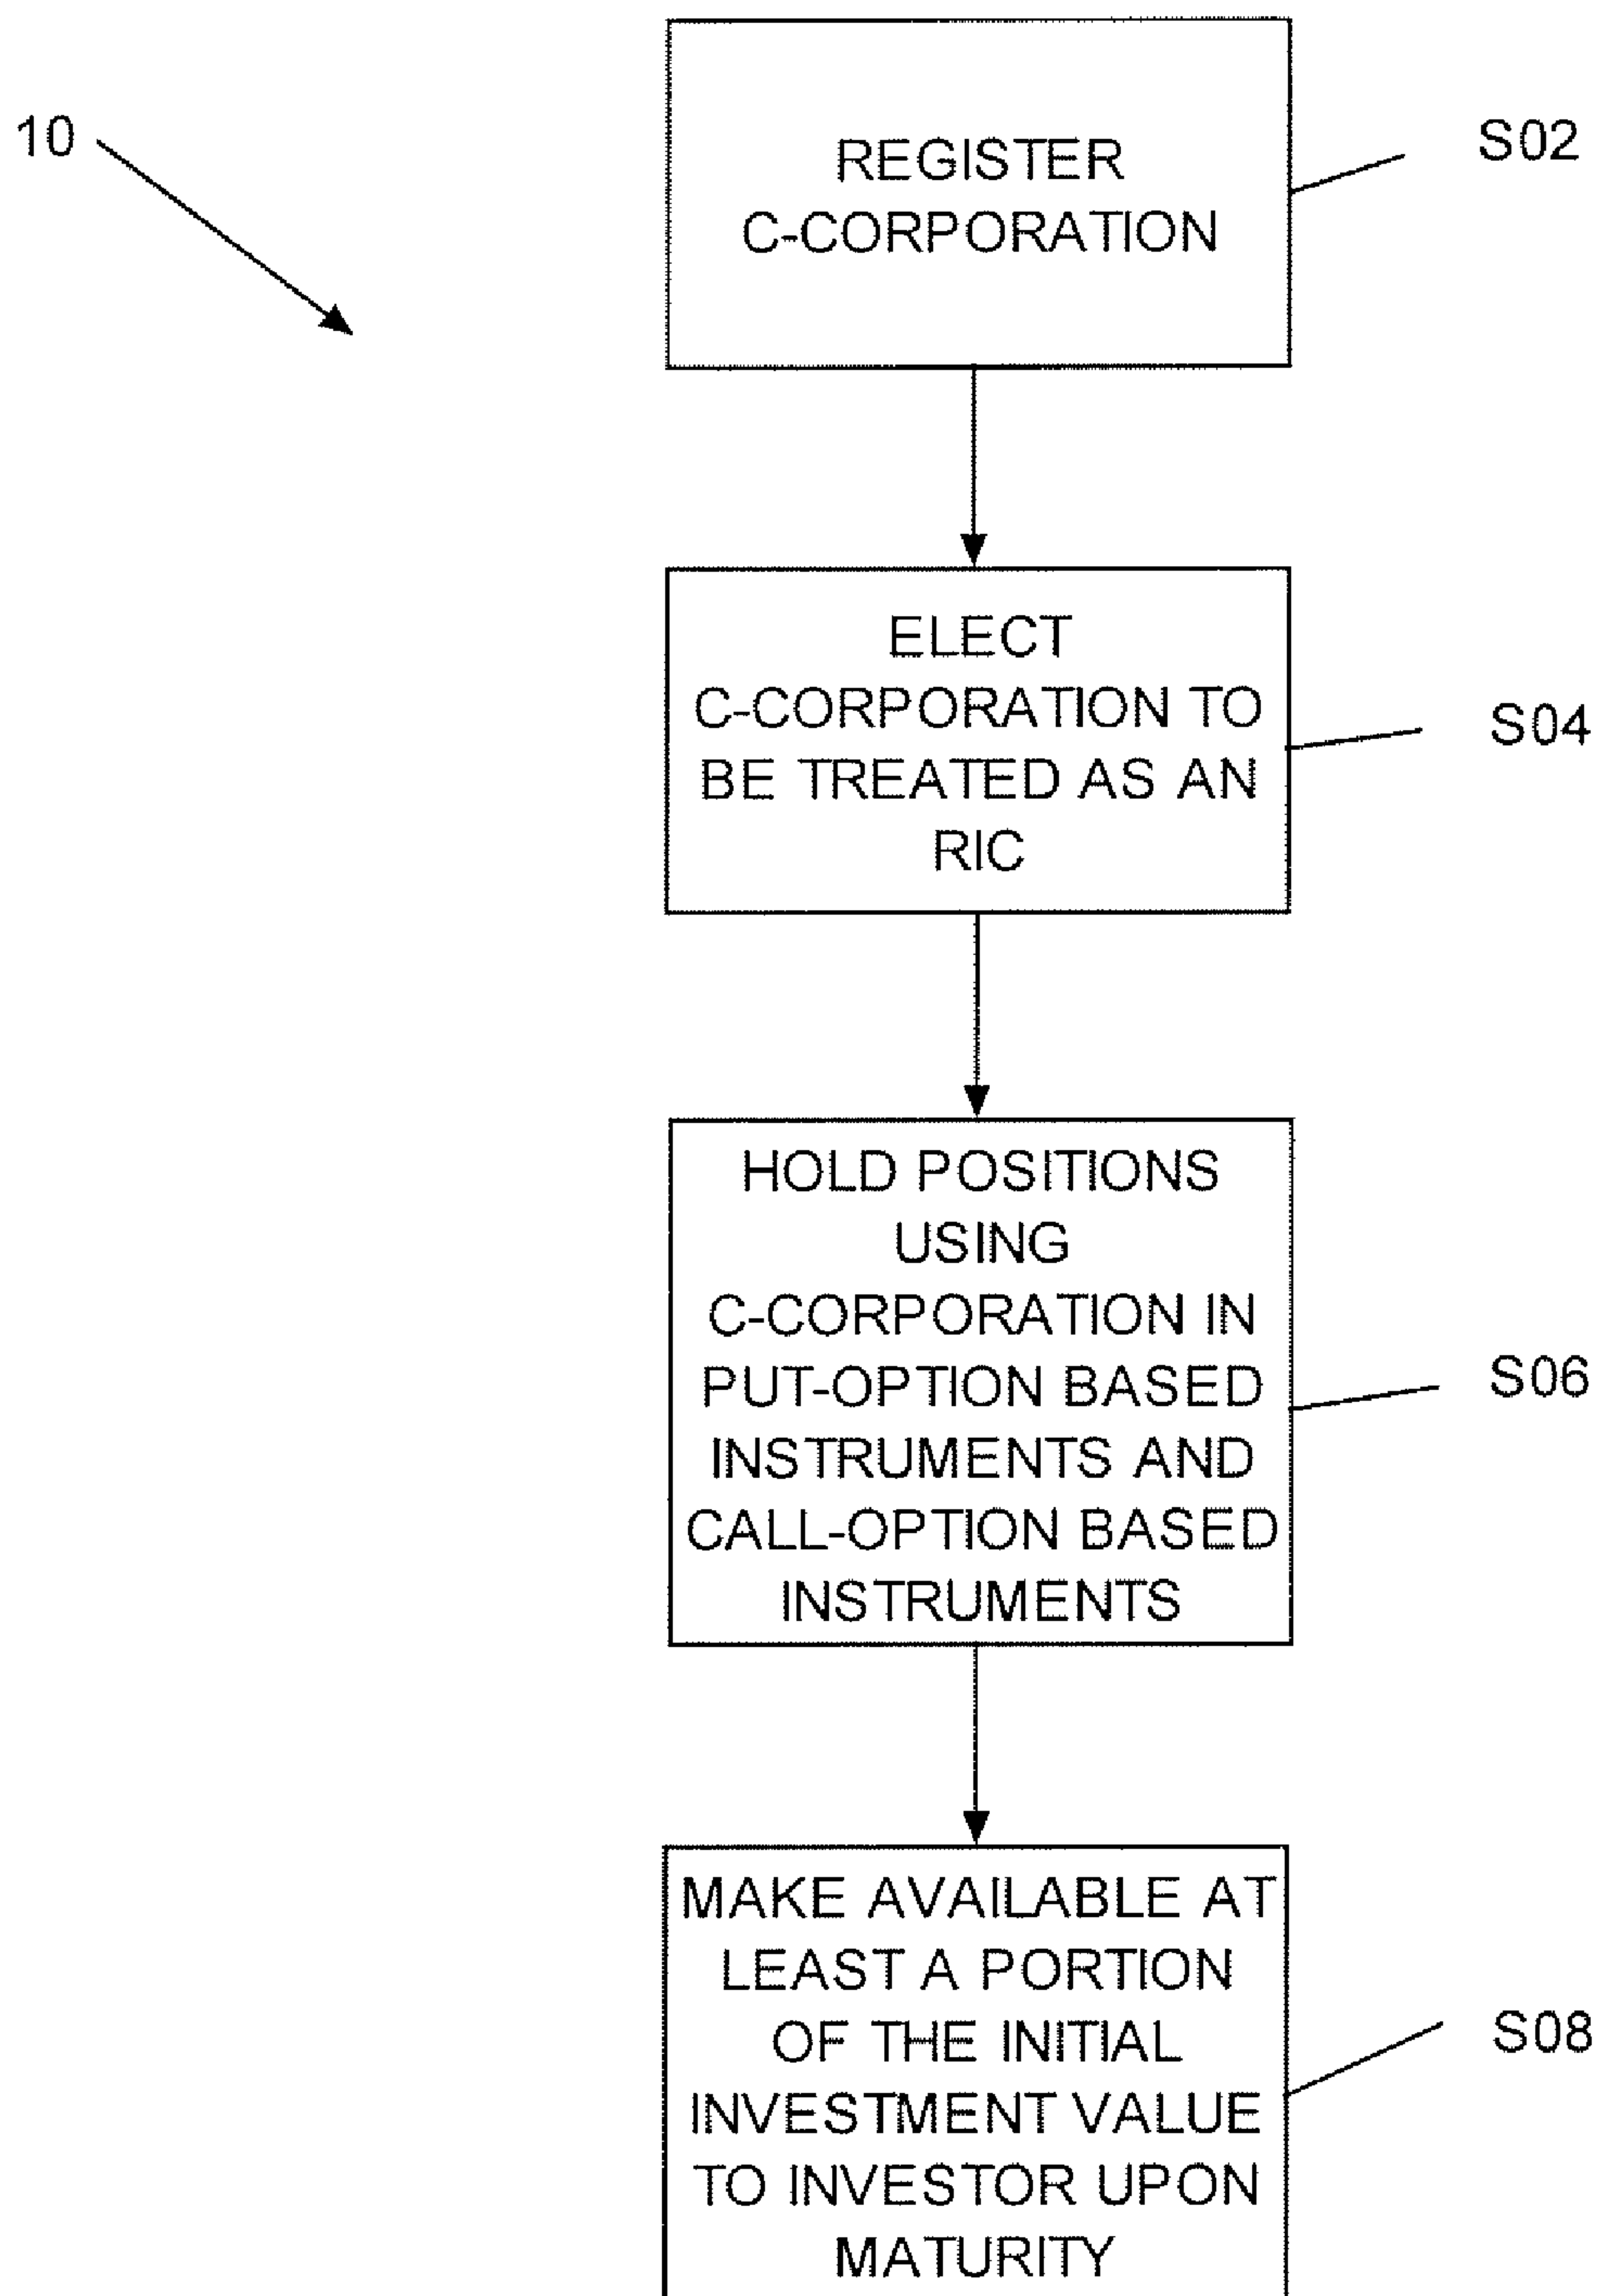 10
REGISTER
C-CORPORATION
S02
ELECT
C-CORPORATION TO
BE TREATED AS AN
RIC
S04
HOLD POSITIONS
USING
C-CORPORATION IN
PUT-OPTION BASED
INSTRUMENTS AND
CALL-OPTION BASED
INSTRUMENTS
S06
MAKE AVAILABLE AT
LEAST A PORTION
OF THE INITIAL
INVESTMENT VALUE
TO INVESTOR UPON
MATURITY
S08